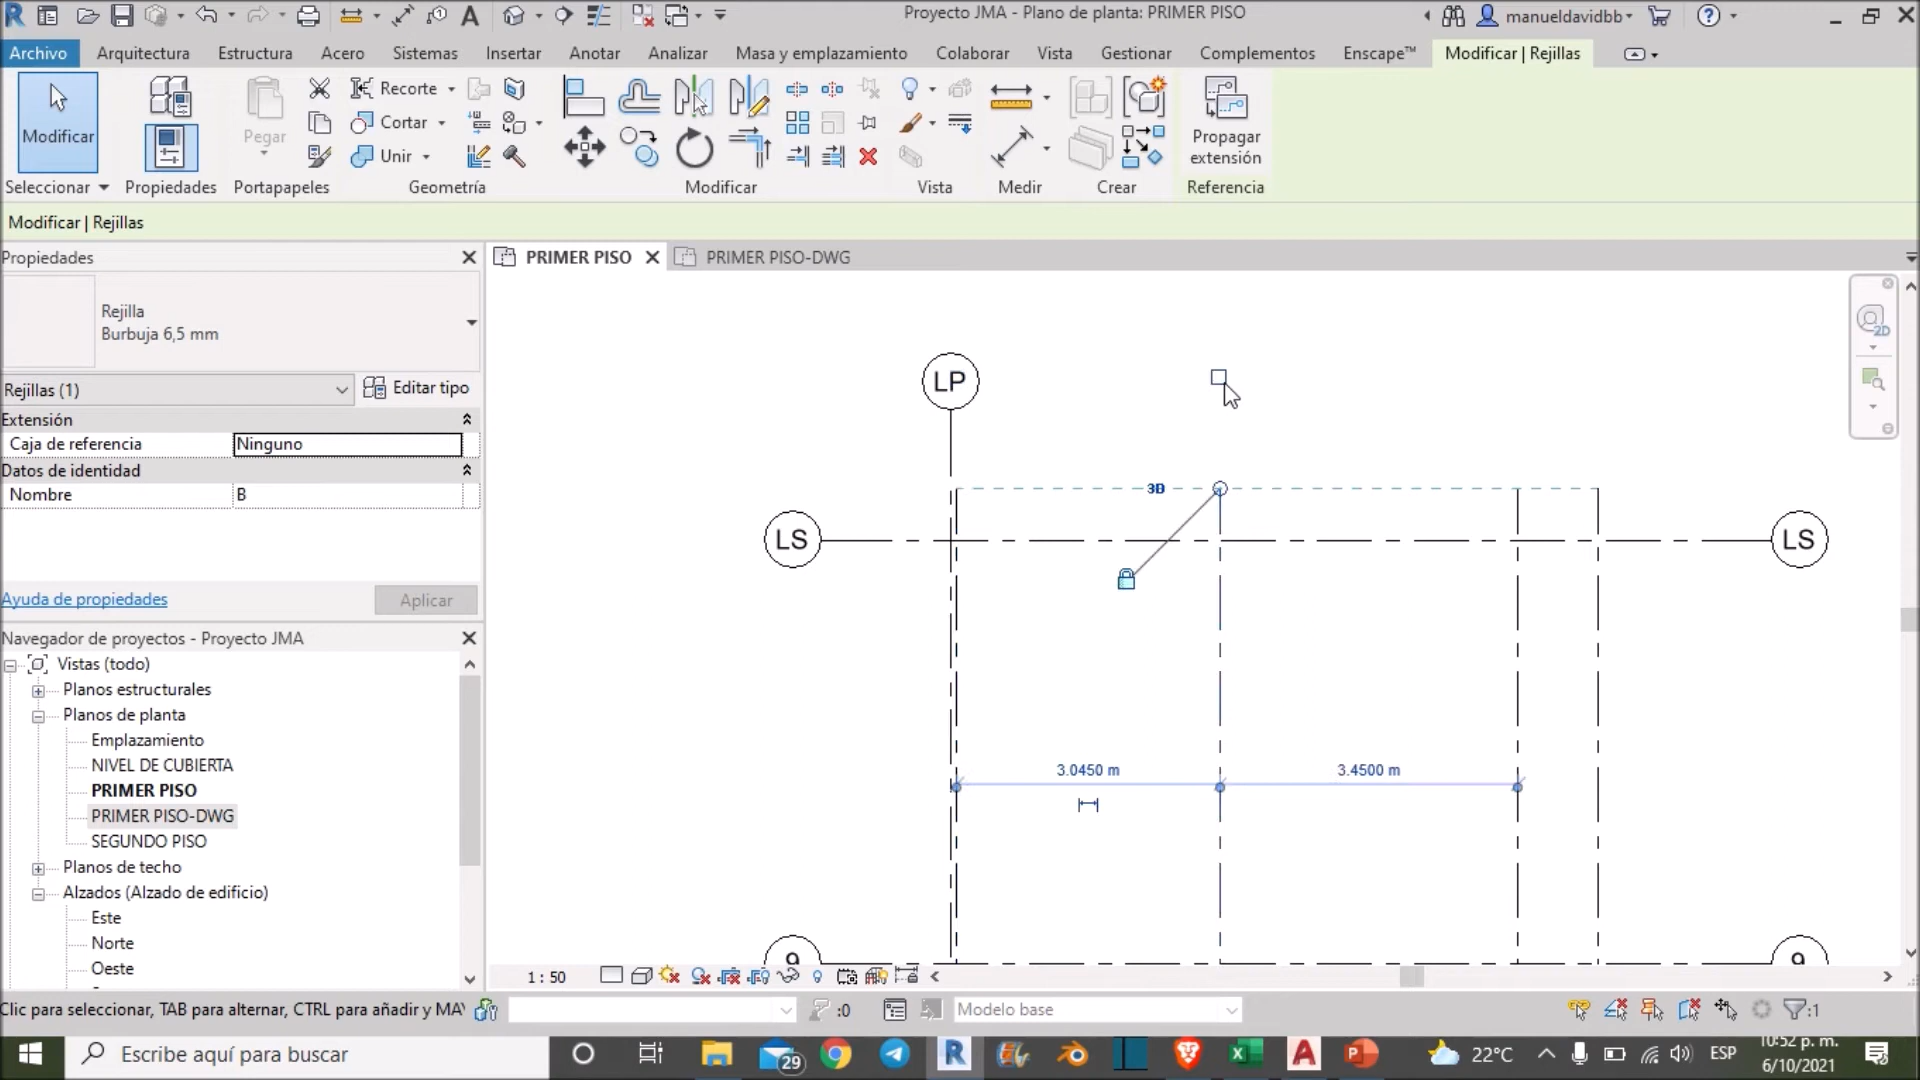 Proyecto JMA - Plano de planta: PRIMER PISO
manueldavidbb
Archivo Arquitectura Estructura Acero Sistemas Insertar Anotar Analizar Masa y emplazamiento Colaborar Vista Gestionar Complementos Enscape™ Modificar | Rejillas
Modificar
Pegar
Recorte
Cortar
Unir
Propagar
extensión
Seleccionar Propiedades Portapapeles Geometría Modificar Vista Medir Crear Referencia
Modificar | Rejillas
Propiedades
PRIMER PISO
PRIMER PISO-DWG
Rejilla
Burbuja 6,5 mm
Rejillas (1)
Editar tipo
Extensión
Caja de referencia Ninguno
Datos de identidad
Nombre B
Ayuda de propiedades
Aplicar
Navegador de proyectos - Proyecto JMA
Vistas (todo)
Planos estructurales
Planos de planta
Emplazamiento
NIVEL DE CUBIERTA
PRIMER PISO
PRIMER PISO-DWG
SEGUNDO PISO
Planos de techo
Alzados (Alzado de edificio)
Este
Norte
Oeste
2D
LP
3D
LS LS
3.0450 m 3.4500 m
9 9
1 : 50
Clic para seleccionar, TAB para alternar, CTRL para añadir y MA
:0
Modelo base
:1
Escribe aquí para buscar
29
22°C
ESP
10:52 p. m.
6/10/2021